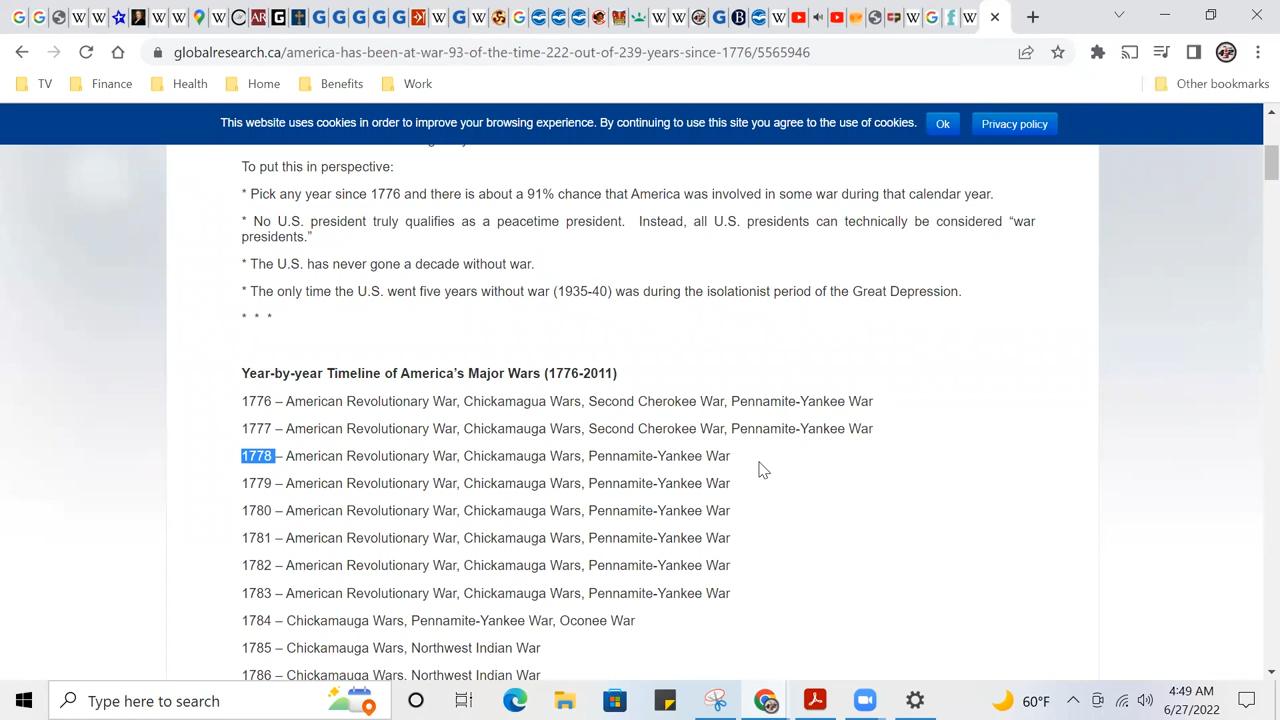 globalresearch.ca/america-has-been-at-war-93-of-the-time-222-out-of-239-years-since-1776/5565946
TV Finance Health Home Benefits Work Other bookmarks
This website uses cookies in order to improve your browsing experience. By continuing to use this site you agree to the use of cookies. Ok Privacy policy
To put this in perspective:
* Pick any year since 1776 and there is about a 91% chance that America was involved in some war during that calendar year.
* No U.S. president truly qualifies as a peacetime president. Instead, all U.S. presidents can technically be considered “war
presidents.”
* The U.S. has never gone a decade without war.
* The only time the U.S. went five years without war (1935-40) was during the isolationist period of the Great Depression.
* * *
Year-by-year Timeline of America’s Major Wars (1776-2011)
1776 – American Revolutionary War, Chickamagua Wars, Second Cherokee War, Pennamite-Yankee War
1777 – American Revolutionary War, Chickamauga Wars, Second Cherokee War, Pennamite-Yankee War
1778 – American Revolutionary War, Chickamauga Wars, Pennamite-Yankee War
1779 – American Revolutionary War, Chickamauga Wars, Pennamite-Yankee War
1780 – American Revolutionary War, Chickamauga Wars, Pennamite-Yankee War
1781 – American Revolutionary War, Chickamauga Wars, Pennamite-Yankee War
1782 – American Revolutionary War, Chickamauga Wars, Pennamite-Yankee War
1783 – American Revolutionary War, Chickamauga Wars, Pennamite-Yankee War
1784 – Chickamauga Wars, Pennamite-Yankee War, Oconee War
1785 – Chickamauga Wars, Northwest Indian War
1786 – Chickamauga Wars, Northwest Indian War
Type here to search 60°F 4:49 AM
6/27/2022